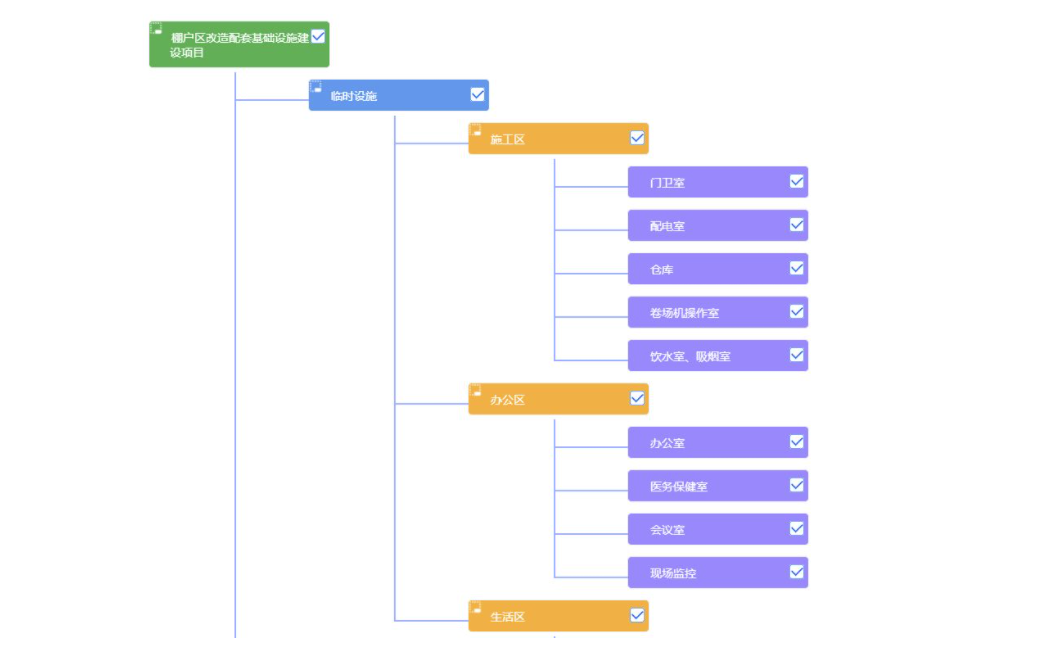 棚户区改造配套基础设施建
设项目
临时设施
施工区
门卫室
配电室
仓库
卷场机操作室
饮水室、吸烟室
办公区
办公室
医务保健室
会议室
现场监控
生活区